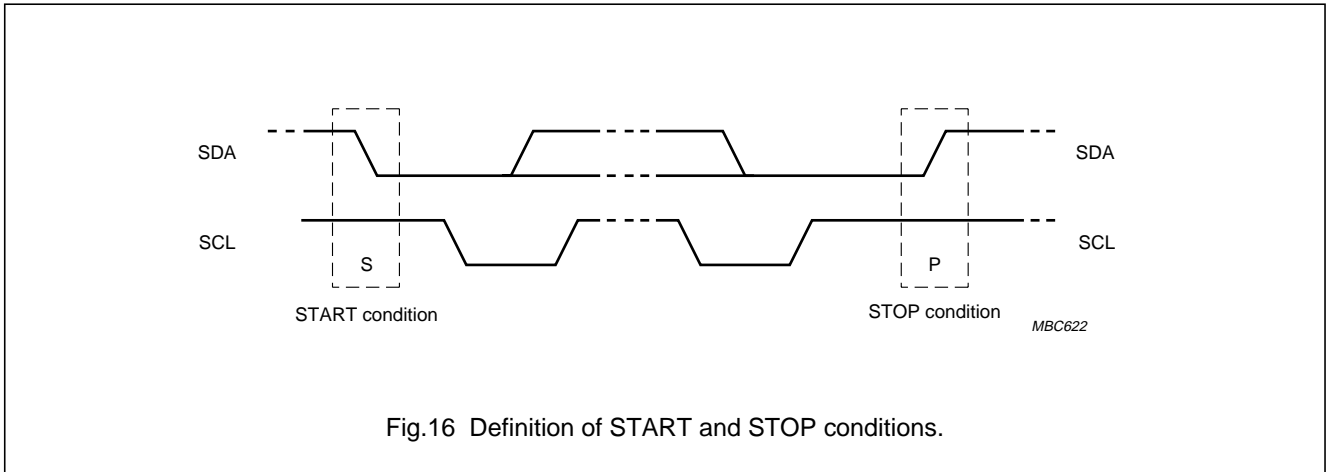 SDA
SDA
SCL
SCL
S
P
START condition
STOP condition
MBC622
Fig.16 Definition of START and STOP conditions.